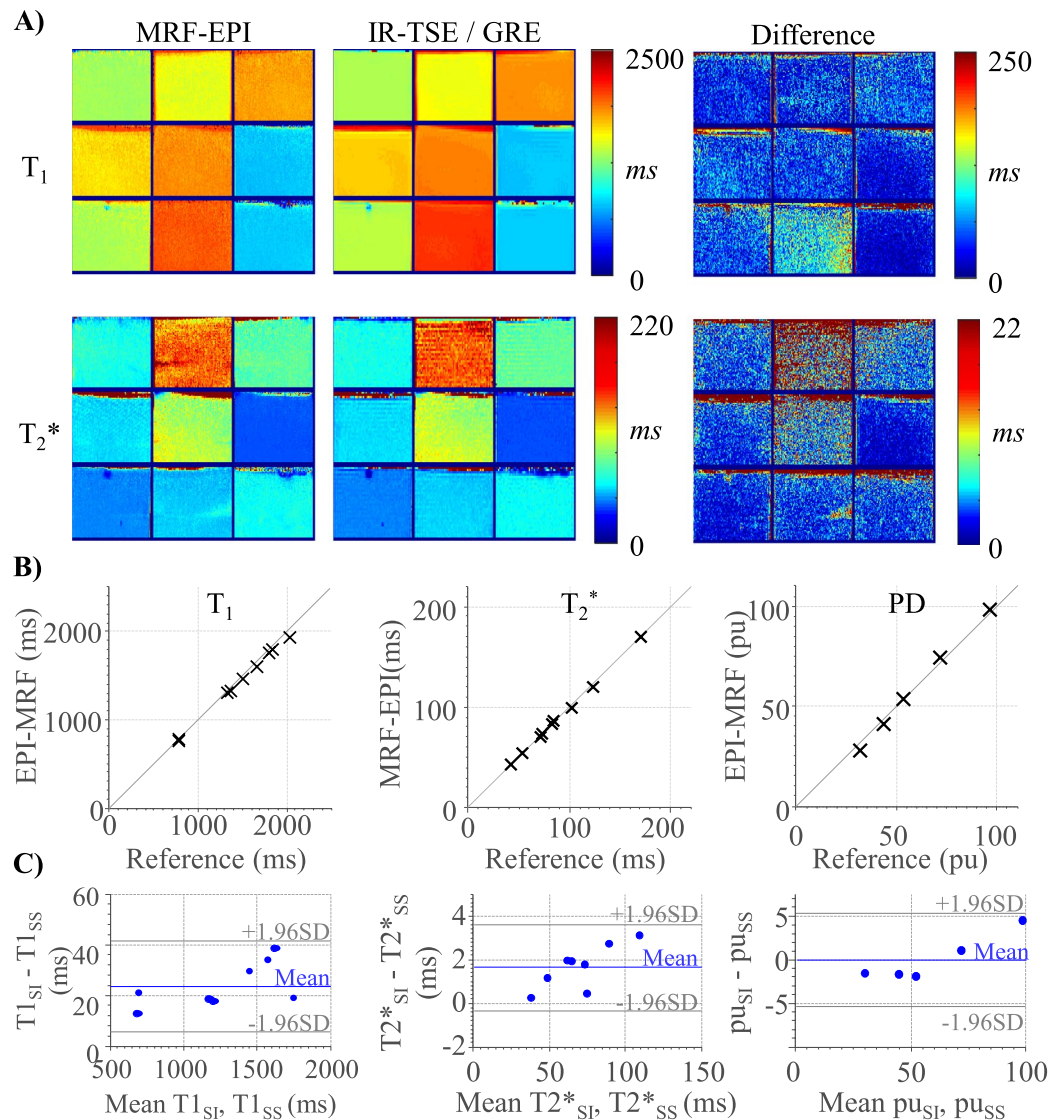 A)
MRF-EPI IR-TSE / GRE Difference
2500 250
T1 ms ms
0 0
220 22
T2* ms ms
0 0
B)
T1 T2* PD
EPI-MRF (ms) 2000 1000 0
0 1000 2000
Reference (ms)
MRF-EPI(ms) 200 100 0
0 100 200
Reference (ms)
EPI-MRF (pu) 100 50 0
0 50 100
Reference (pu)
C)
T1SI - T1SS (ms)
60 40 20 0
+1.96SD
Mean
-1.96SD
500 1000 1500 2000
Mean T1SI, T1SS (ms)
T2*SI - T2*SS (ms)
4 2 0 -2
+1.96SD
Mean
-1.96SD
0 50 100 150
Mean T2*SI, T2*SS (ms)
puSI - puSS
5 0 -5
+1.96SD
Mean
-1.96SD
0 50 100
Mean puSI, puSS